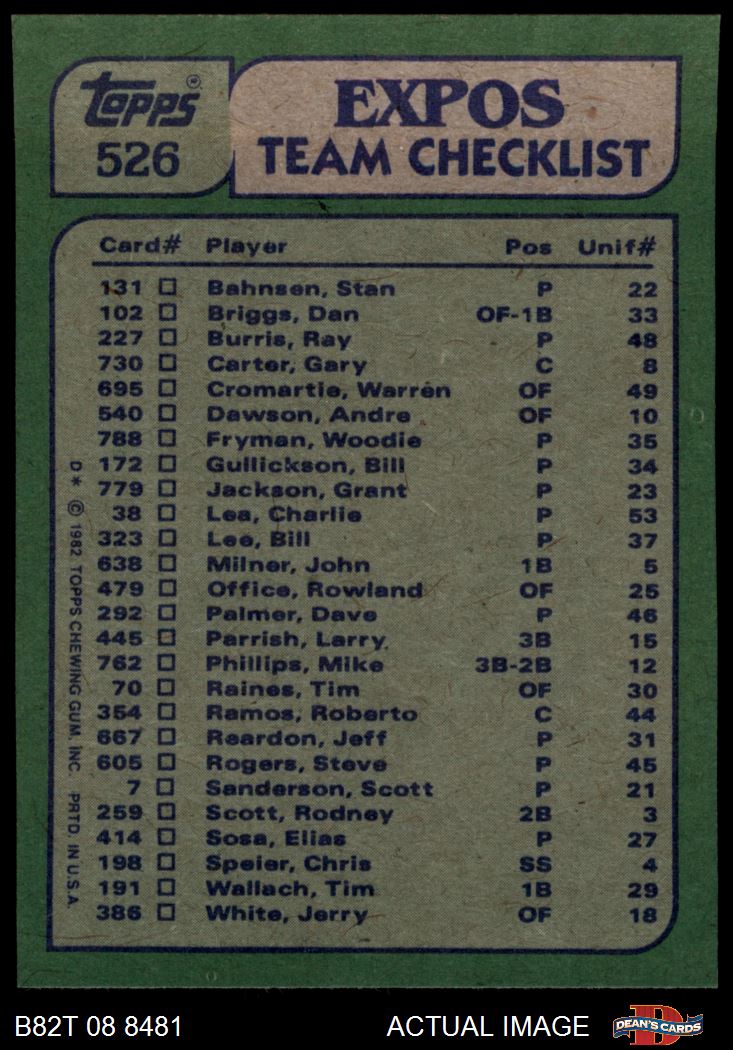 topps® 
526
EXPOS
TEAM CHECKLIST
Card# Player Pos Unif#
131 Bahnsen, Stan P 22
102 Briggs, Dan OF-1B 33
227 Burris, Ray P 48
730 Carter, Gary C 8
695 Cromartie, Warren OF 49
540 Dawson, Andre OF 10
788 Fryman, Woodie P 35
172 Gullickson, Bill P 34
779 Jackson, Grant P 23
38 Lea, Charlie P 53
323 Lee, Bill P 37
638 Milner, John 1B 5
479 Office, Rowland OF 25
292 Palmer, Dave P 46
445 Parrish, Larry 3B 15
762 Phillips, Mike 3B-2B 12
70 Raines, Tim OF 30
354 Ramos, Roberto C 44
667 Reardon, Jeff P 31
605 Rogers, Steve P 45
7 Sanderson, Scott P 21
259 Scott, Rodney 2B 3
414 Sosa, Elias P 27
198 Speier, Chris SS 4
191 Wallach, Tim 1B 29
386 White, Jerry OF 18
D* © 1982 TOPPS CHEWING GUM, INC. PRTD. IN U.S.A.
B82T 08 8481 ACTUAL IMAGE
D
DEAN'S CARDS